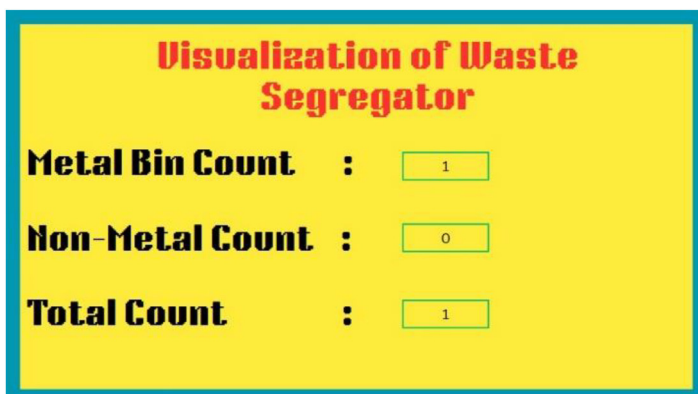 Visualization of Waste
Segregator
Metal Bin Count : 1
Non-Metal Count : 0
Total Count : 1